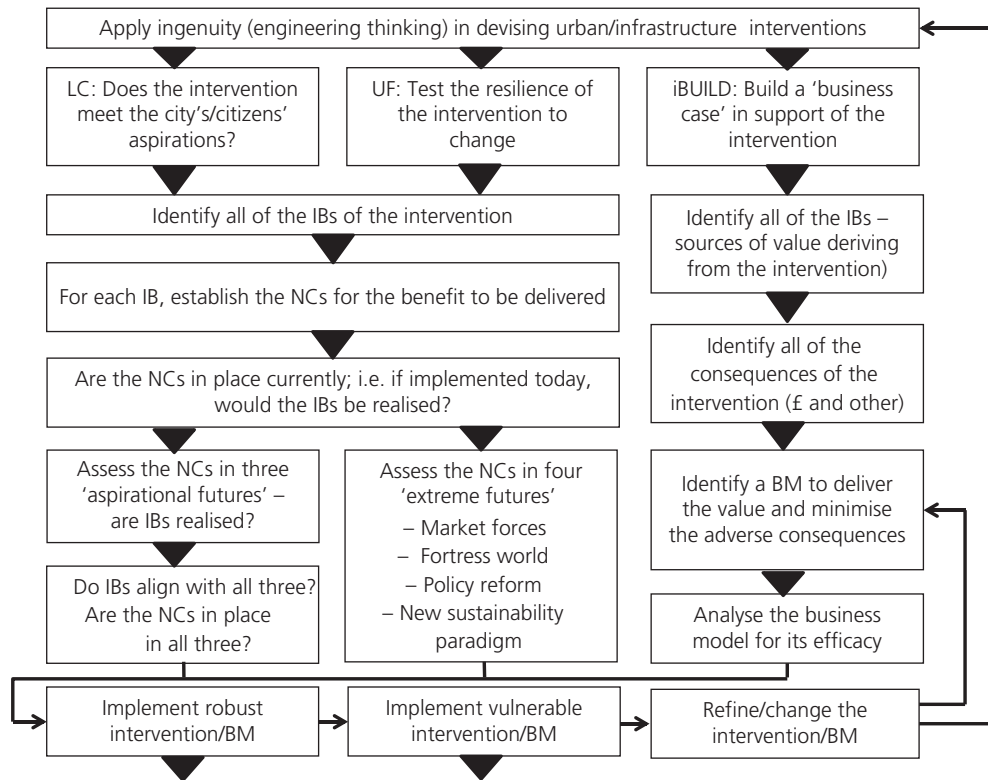 Apply ingenuity (engineering thinking) in devising urban/infrastructure interventions
LC: Does the intervention
meet the city's/citizens'
aspirations?
UF: Test the resilience of
the intervention to
change
iBUILD: Build a ‘business
case’ in support of the
intervention
Identify all of the IBs of the intervention
For each IB, establish the NCs for the benefit to be delivered
Are the NCs in place currently; i.e. if implemented today,
would the IBs be realised?
Identify all of the IBs –
sources of value deriving
from the intervention)
Identify all of the
consequences of the
intervention (£ and other)
Assess the NCs in three
‘aspirational futures’ –
are IBs realised?
Do IBs align with all three?
Are the NCs in place
in all three?
Assess the NCs in four
‘extreme futures’
– Market forces
– Fortress world
– Policy reform
– New sustainability
paradigm
Identify a BM to deliver
the value and minimise
the adverse consequences
Analyse the business
model for its efficacy
Implement robust
intervention/BM
Implement vulnerable
intervention/BM
Refine/change the
intervention/BM